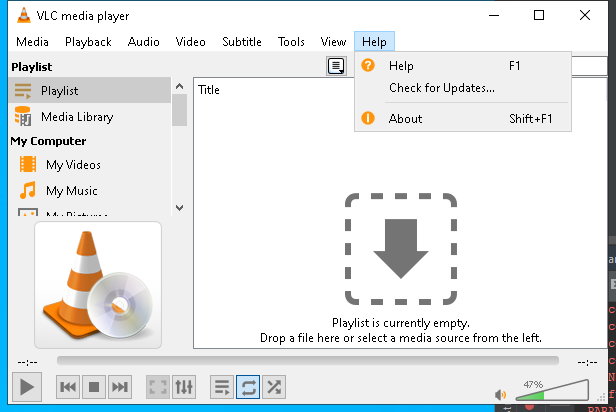 VLC media player
Media Playback Audio Video Subtitle Tools View Help
Playlist
Playlist
Media Library
My Computer
My Videos
My Music
My Pictures
Title
Help F1
Check for Updates...
About Shift+F1
Playlist is currently empty.
Drop a file here or select a media source from the left.
--:-- --:--
47%